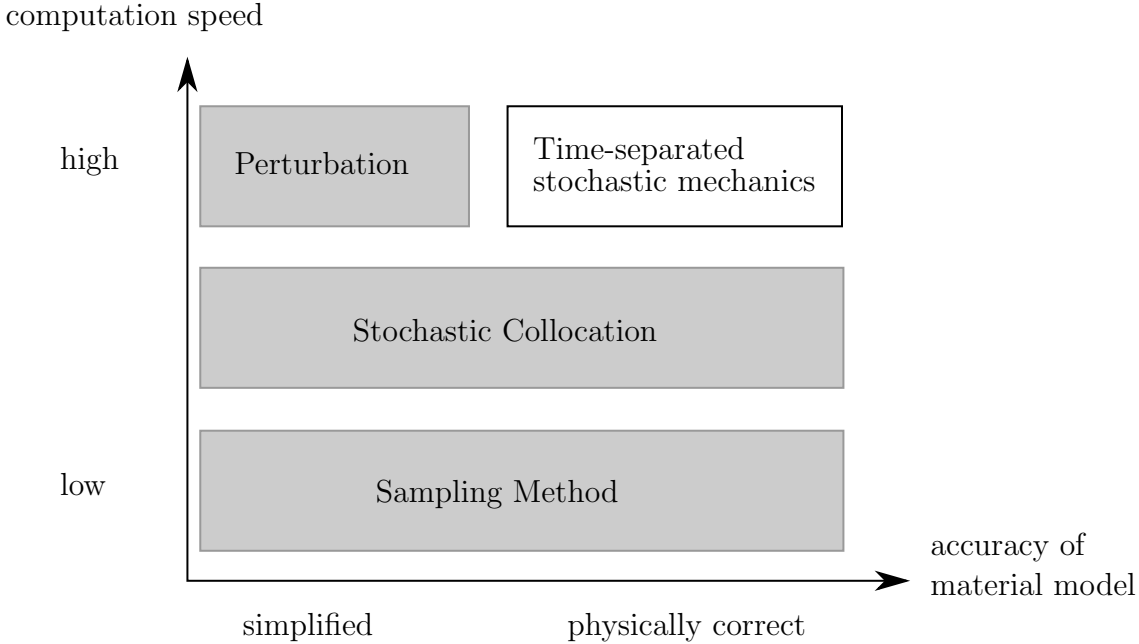 computation speed
high
Perturbation
Time-separated
stochastic mechanics
Stochastic Collocation
low
Sampling Method
accuracy of
material model
simplified
physically correct